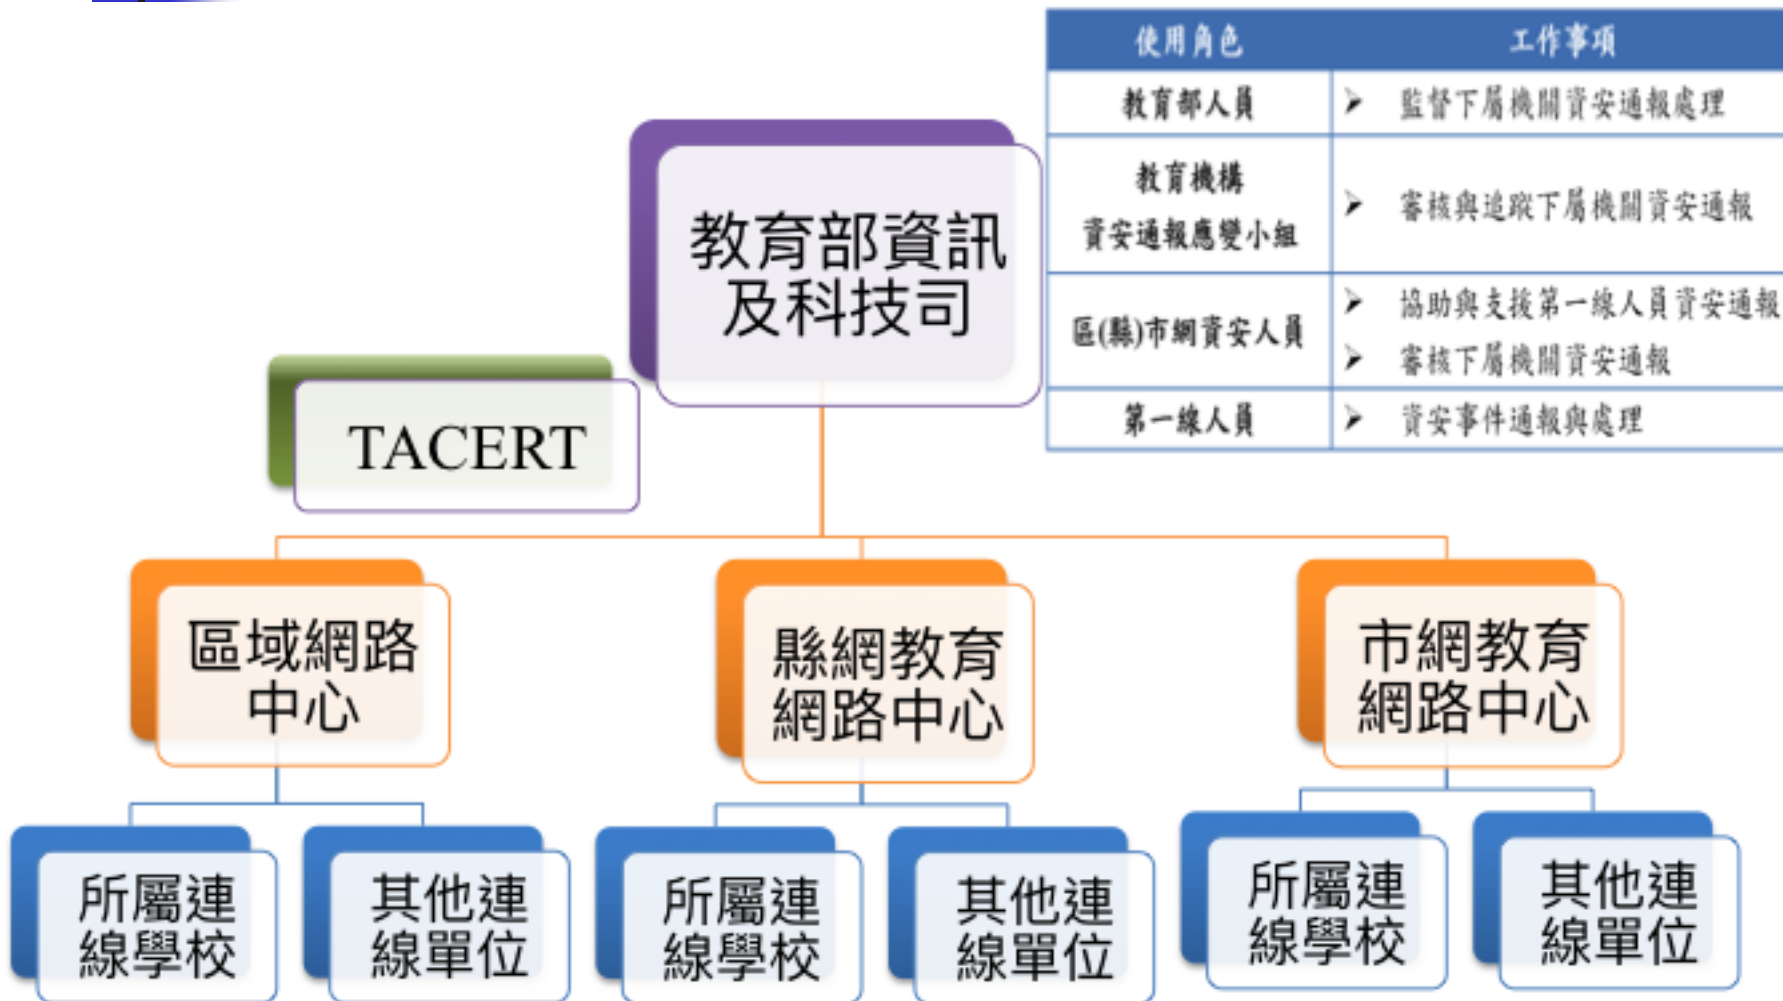 使用角色 工作事項
教育部人員 ➤ 監督下屬機關資安通報處理
教育機構
資安通報應變小組
➤ 審核與追蹤下屬機關資安通報
區(縣)市網資安人員
➤ 協助與支援第一線人員資安通報
➤ 審核下屬機關資安通報
第一線人員 ➤ 資安事件通報與處理
教育部資訊
及科技司
TACERT
區域網路
中心
縣網教育
網路中心
市網教育
網路中心
所屬連
線學校
其他連
線單位
所屬連
線學校
其他連
線單位
所屬連
線學校
其他連
線單位